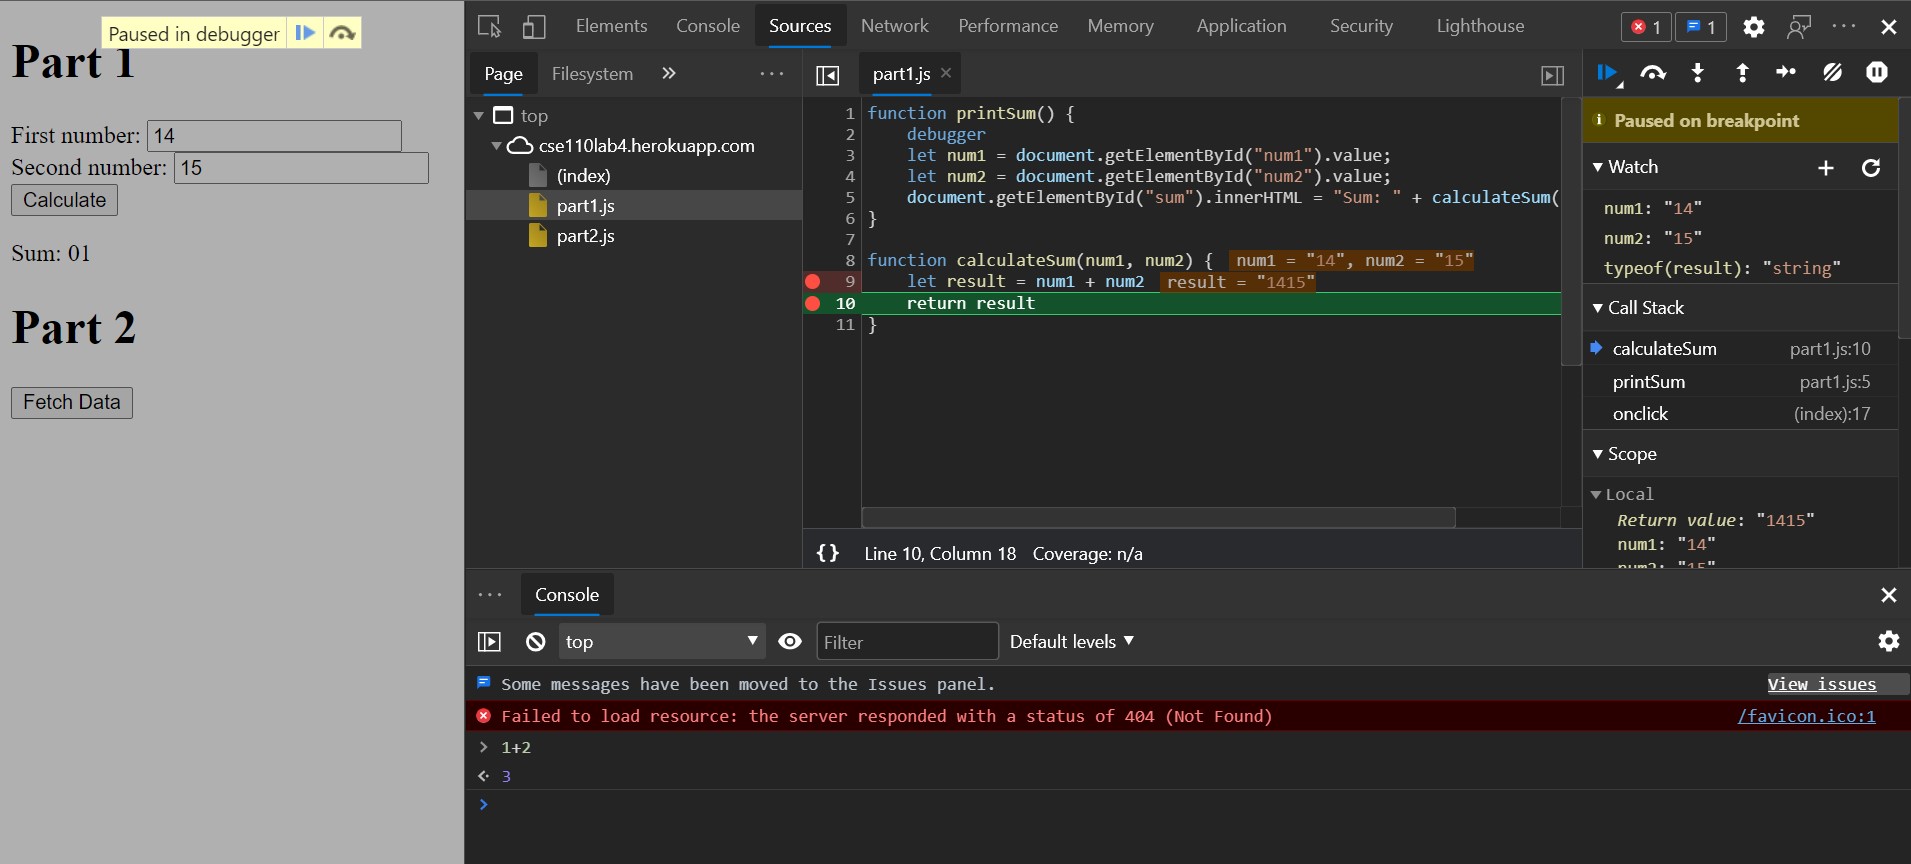 Paused in debugger
Part 1
First number: 14
Second number: 15
Calculate
Sum: 01
Part 2
Fetch Data
Elements Console Sources Network Performance Memory Application Security Lighthouse 1 1
Page Filesystem
top
cse110lab4.herokuapp.com
(index)
part1.js
part2.js
part1.js
1 function printSum() {
2 debugger
3 let num1 = document.getElementById("num1").value;
4 let num2 = document.getElementById("num2").value;
5 document.getElementById("sum").innerHTML = "Sum: " + calculateSum(
6 }
7
8 function calculateSum(num1, num2) { num1 = "14", num2 = "15"
9 let result = num1 + num2 result = "1415"
10 return result
11 }
{} Line 10, Column 18 Coverage: n/a
Paused on breakpoint
Watch
num1: "14"
num2: "15"
typeof(result): "string"
Call Stack
calculateSum part1.js:10
printSum part1.js:5
onclick (index):17
Scope
Local
Return value: "1415"
num1: "14"
num2: "15"
Console
top Filter Default levels
Some messages have been moved to the Issues panel. View issues
Failed to load resource: the server responded with a status of 404 (Not Found) /favicon.ico:1
1+2
3